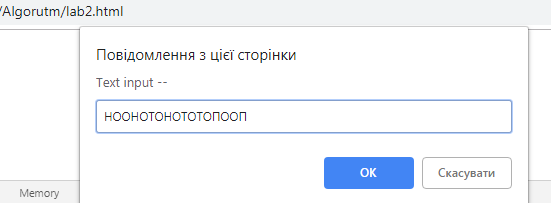 /Algorutm/lab2.html
Повідомлення з цієї сторінки
Text input --
НООНОТОНОТОТОПООП
OK
Скасувати
Memory